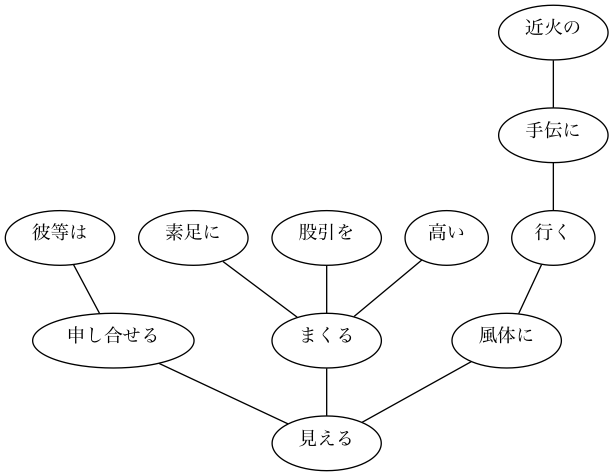 近火の
手伝に
彼等は
素足に
股引を
高い
行く
申し合せる
まくる
風体に
見える